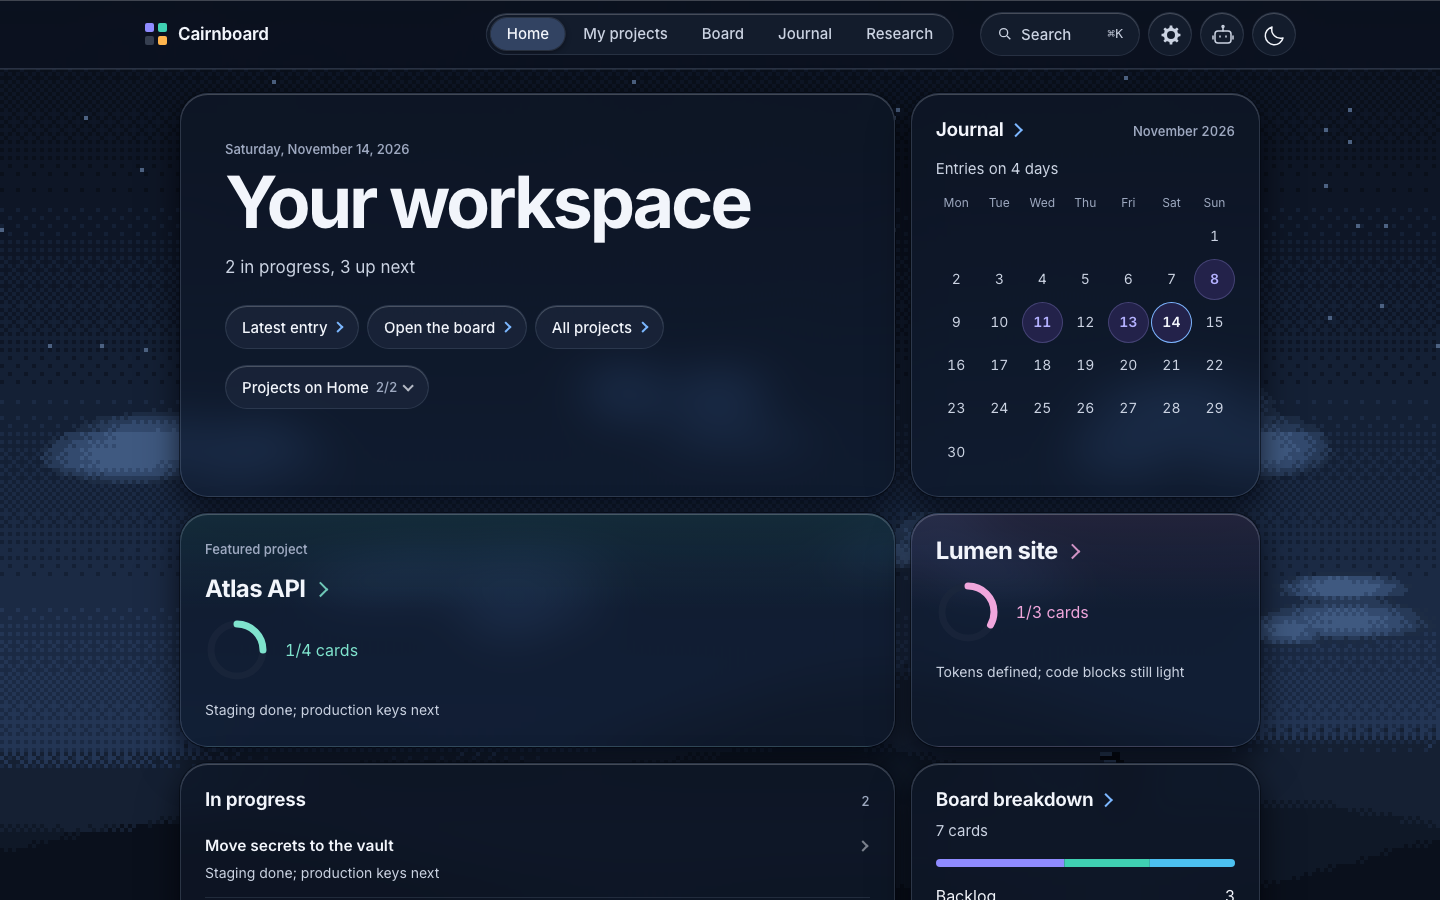 Cairnboard
Home
My projects
Board
Journal
Research
Search ⌘K
Saturday, November 14, 2026
Your workspace
2 in progress, 3 up next
Latest entry
Open the board
All projects
Projects on Home 2/2
Journal
November 2026
Entries on 4 days
Mon Tue Wed Thu Fri Sat Sun
1
2 3 4 5 6 7 8
9 10 11 12 13 14 15
16 17 18 19 20 21 22
23 24 25 26 27 28 29
30
Featured project
Atlas API
1/4 cards
Staging done; production keys next
Lumen site
1/3 cards
Tokens defined; code blocks still light
In progress 2
Move secrets to the vault
Staging done; production keys next
Board breakdown
7 cards
Backlog 3